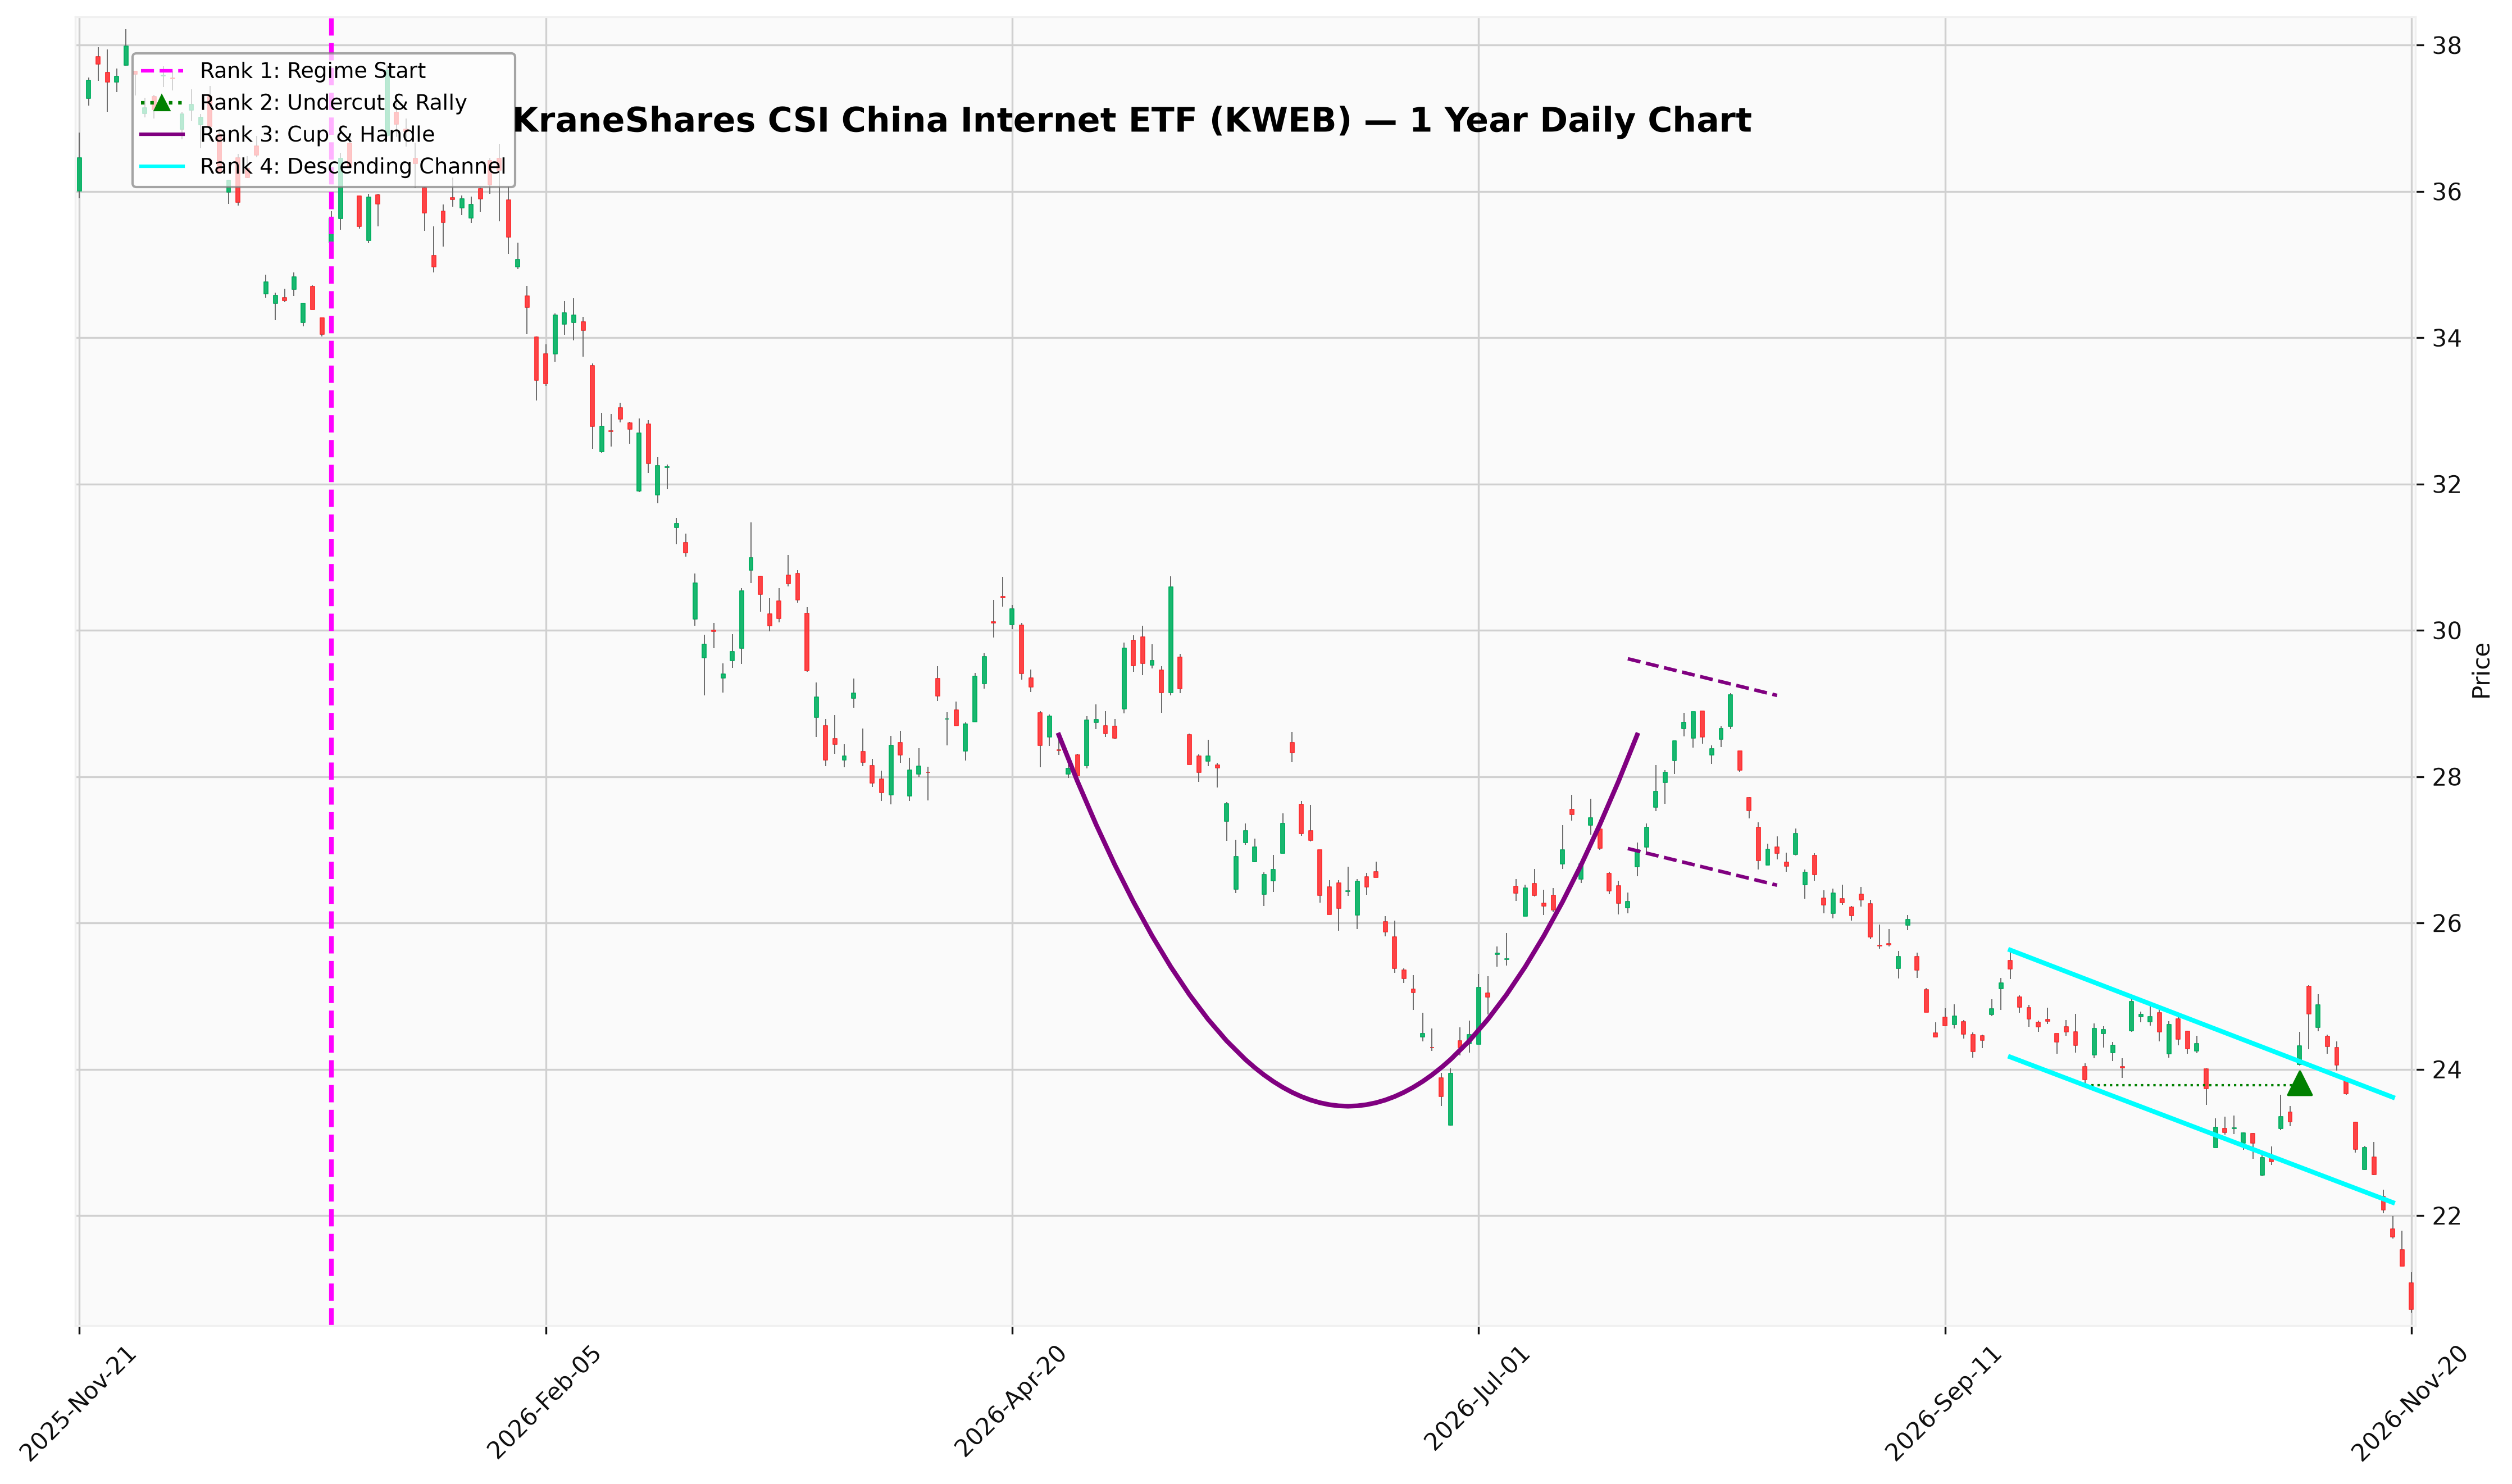 Rank 1: Regime Start
Rank 2: Undercut & Rally
Rank 3: Cup & Handle
Rank 4: Descending Channel
KraneShares CSI China Internet ETF (KWEB) — 1 Year Daily Chart
38
36
34
32
30
28
26
24
22
Price
2025-Nov-21
2026-Feb-05
2026-Apr-20
2026-Jul-01
2026-Sep-11
2026-Nov-20